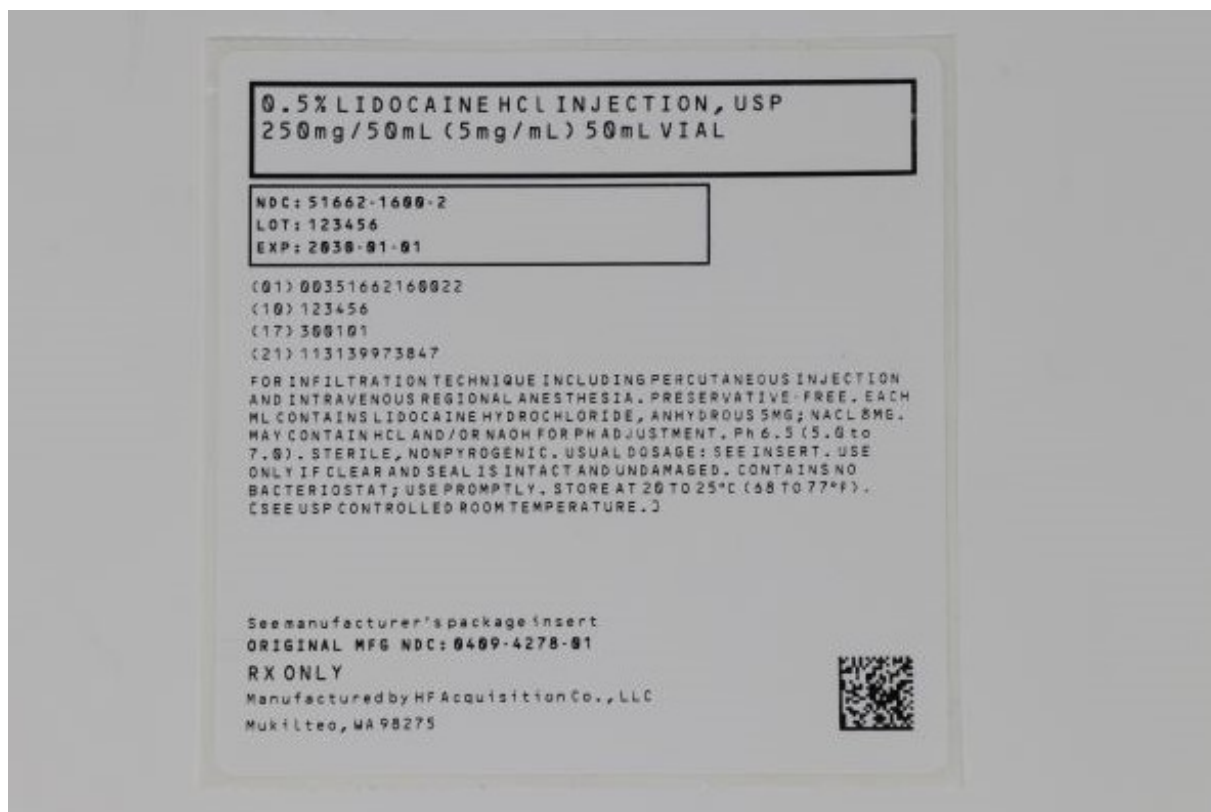 0.5% LIDOCAINE HCL INJECTION, USP
250mg/50mL (5mg/mL) 50mL VIAL
NDC: 51662-1600-2
LOT: 123456
EXP: 2030-01-01
(01) 00351662160022
(10) 123456
(17) 300101
(21) 113139973847
FOR INFILTRATION TECHNIQUE INCLUDING PERCUTANEOUS INJECTION
AND INTRAVENOUS REGIONAL ANESTHESIA. PRESERVATIVE-FREE. EACH
ML CONTAINS LIDOCAINE HYDROCHLORIDE, ANHYDROUS 5MG; NACL 8MG.
MAY CONTAIN HCL AND/OR NAOH FOR PH ADJUSTMENT. Ph 6.5 (5.0 to
7.0). STERILE, NONPYROGENIC. USUAL DOSAGE: SEE INSERT. USE
ONLY IF CLEAR AND SEAL IS INTACT AND UNDAMAGED. CONTAINS NO
BACTERIOSTAT; USE PROMPTLY. STORE AT 20 TO 25°C (68 TO 77°F).
[SEE USP CONTROLLED ROOM TEMPERATURE.]
See manufacturer's package insert
ORIGINAL MFG NDC: 0409-4278-01
RX ONLY
Manufactured by HF Acquisition Co., LLC
Mukilteo, WA 98275